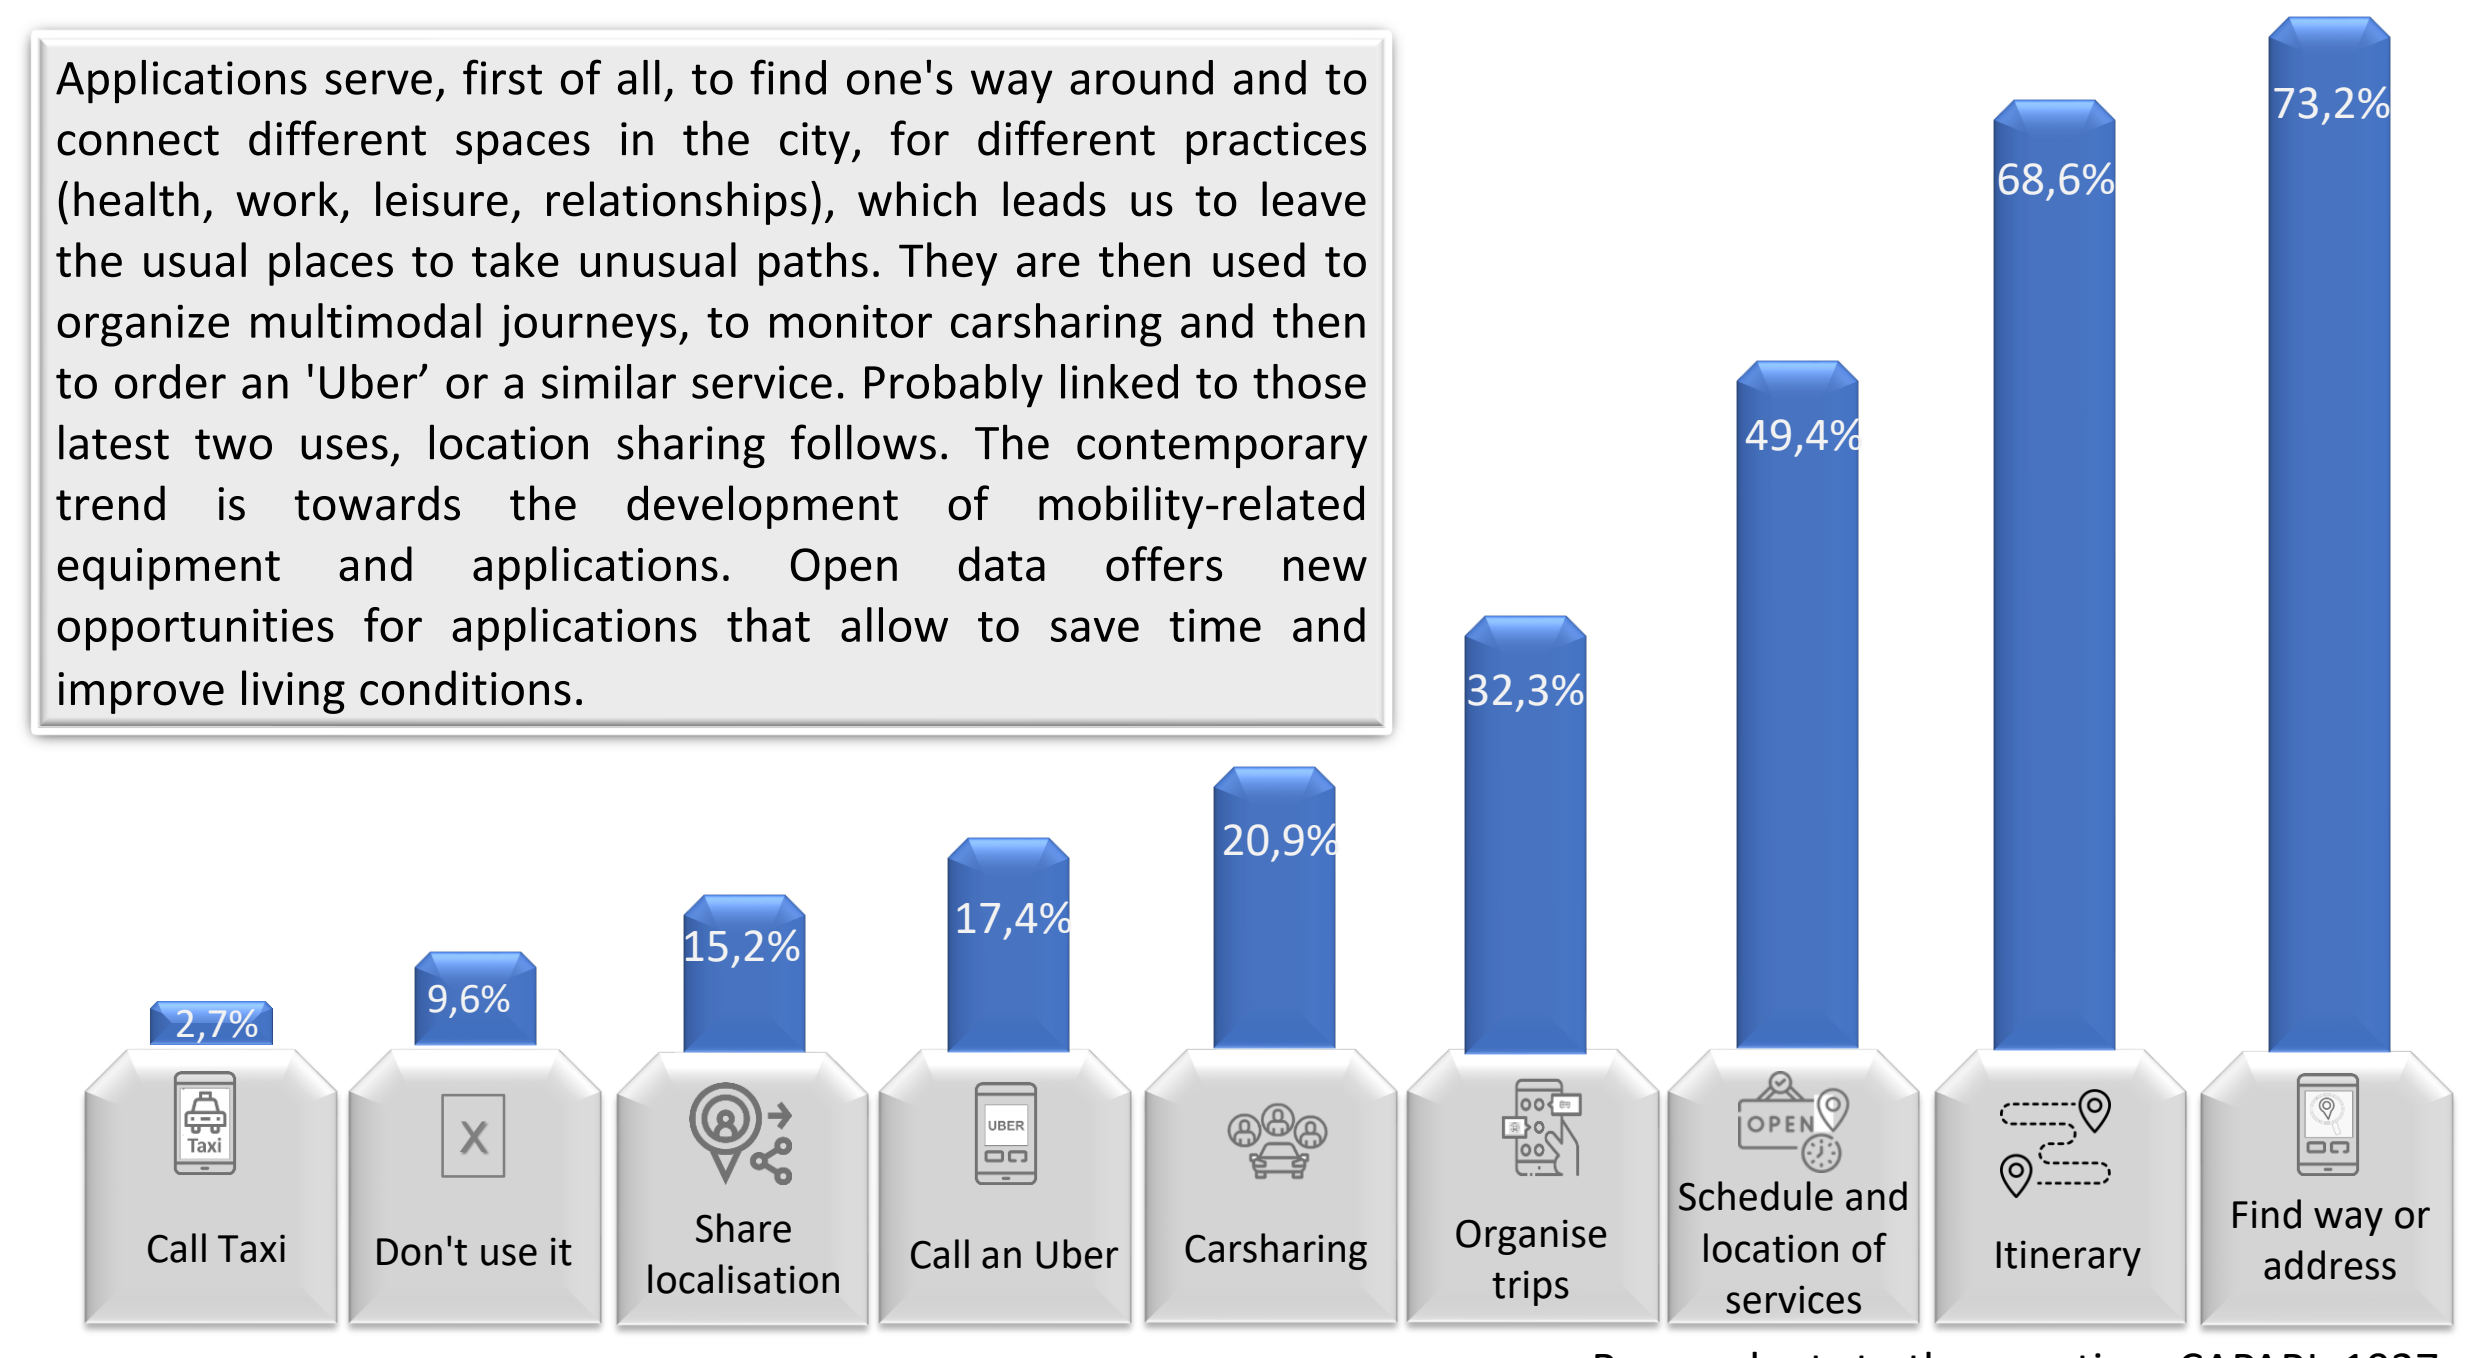 Applications serve, first of all, to find one's way around and to
connect different spaces in the city, for different practices
(health, work, leisure, relationships), which leads us to leave
the usual places to take unusual paths. They are then used to
organize multimodal journeys, to monitor carsharing and then
to order an 'Uber’ or a similar service. Probably linked to those
latest two uses, location sharing follows. The contemporary
trend is towards the development of mobility-related
equipment and applications. Open data offers new
opportunities for applications that allow to save time and
improve living conditions.
73,2%
68,6%
49,4%
32,3%
20,9%
17,4%
15,2%
9,6%
2,7%
Taxi
Call Taxi
X
Don't use it
Share
localisation
UBER
Call an Uber
Carsharing
Organise
trips
OPEN
Schedule and
location of
services
Itinerary
Find way or
address